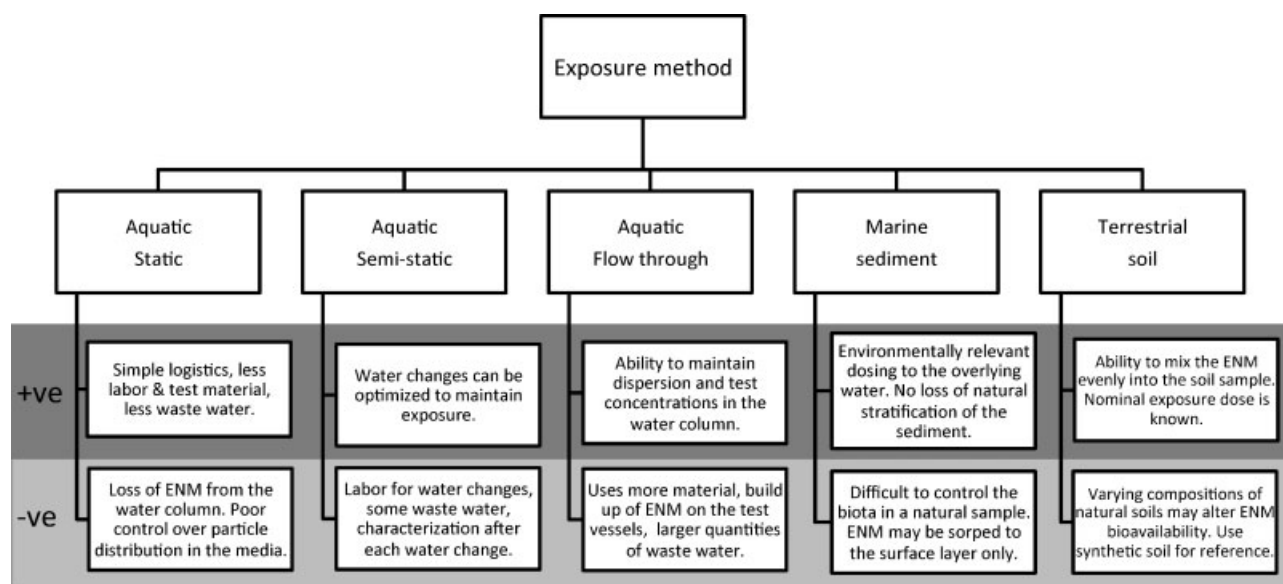 Exposure method
Aquatic
Static
Aquatic
Semi-static
Aquatic
Flow through
Marine
sediment
Terrestrial
soil
+ve
Simple logistics, less
labor & test material,
less waste water.
Water changes can be
optimized to maintain
exposure.
Ability to maintain
dispersion and test
concentrations in the
water column.
Environmentally relevant
dosing to the overlying
water. No loss of natural
stratification of the
sediment.
Ability to mix the ENM
evenly into the soil sample.
Nominal exposure dose is
known.
-ve
Loss of ENM from the
water column. Poor
control over particle
distribution in the media.
Labor for water changes,
some waste water,
characterization after
each water change.
Uses more material, build
up of ENM on the test
vessels, larger quantities
of waste water.
Difficult to control the
biota in a natural sample.
ENM may be sorped to
the surface layer only.
Varying compositions of
natural soils may alter ENM
bioavailability. Use
synthetic soil for reference.